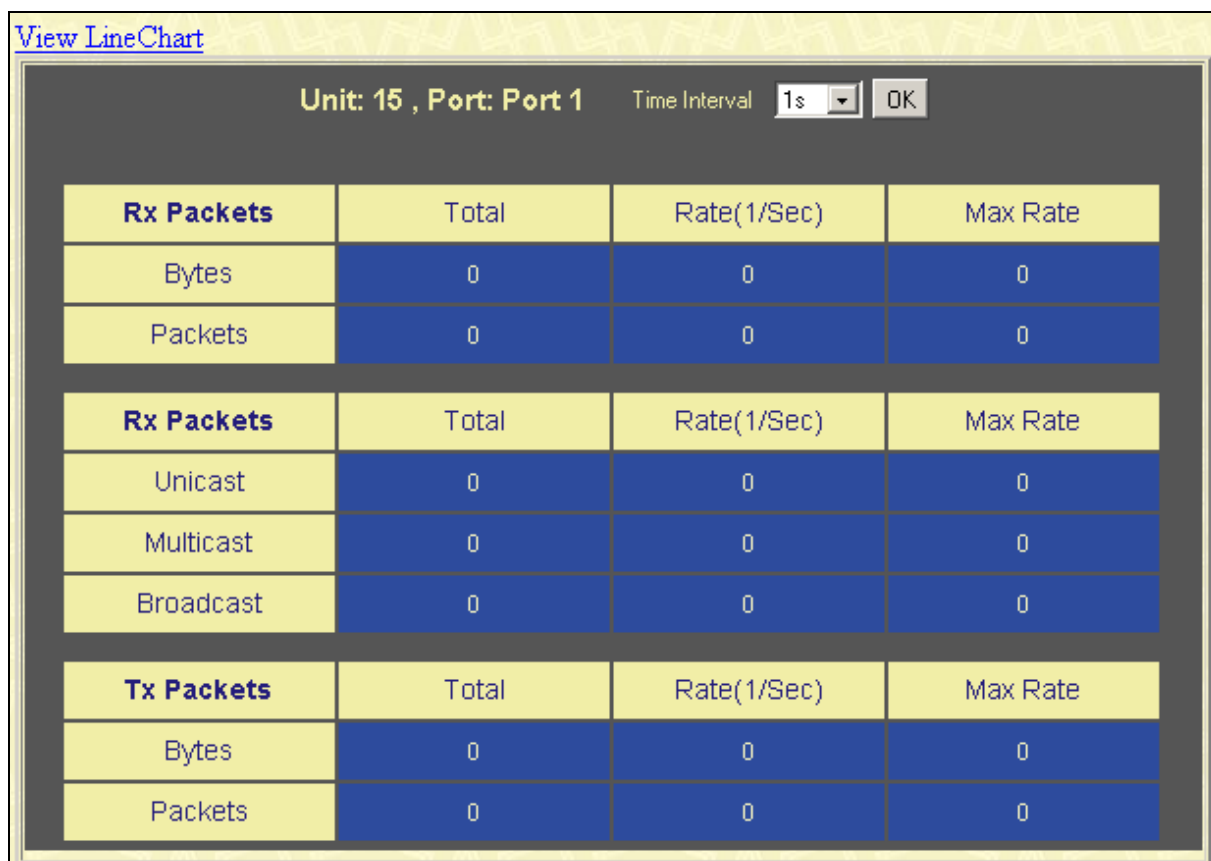 View LineChart
Unit: 15 , Port: Port 1 Time Interval 1s OK
Rx Packets Total Rate(1/Sec) Max Rate
Bytes 0 0 0
Packets 0 0 0
Rx Packets Total Rate(1/Sec) Max Rate
Unicast 0 0 0
Multicast 0 0 0
Broadcast 0 0 0
Tx Packets Total Rate(1/Sec) Max Rate
Bytes 0 0 0
Packets 0 0 0